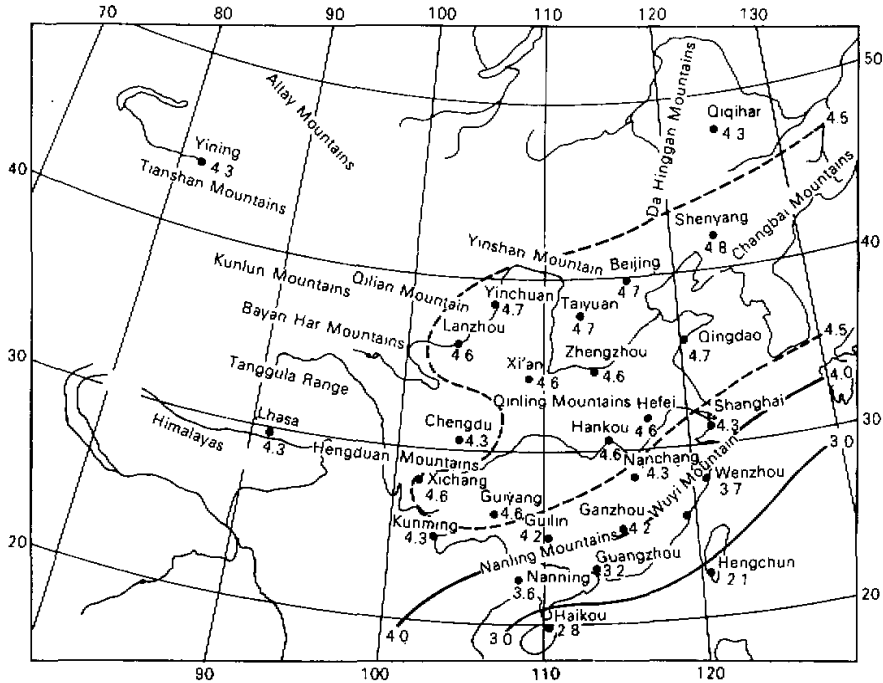 70 80 90 100 110 120 130
50
Altay Mountains
Da Hinggan Mountains
Qiqihar
4 3
4.5
Yining
4 3
Tianshan Mountains
40
Changbai Mountains
Shenyang
4 8
40
Yinshan Mountain
Beijing
4 7
Kunlun Mountains
Qilian Mountain
Yinchuan
4.7
Taiyuan
4 7
Bayan Har Mountains
Lanzhou
4 6
Qingdao
4.7
4.5
Xi'an
4 6
Zhengzhou
4.6
4.0
30
Tanggula Range
Qinling Mountains
Hefei
4 6
Shanghai
4.3
30
Lhasa
4.3
Himalayas
Chengdu
4.3
Hankou
4.6
3 0
Hengduan Mountains
Nanchang
4.3
Xichang
4.6
Wuyi Mountain
Wenzhou
3 7
Guiyang
4.6
Kunming
4.3
Guilin
4 2
Ganzhou
4 2
20
Nanling Mountains
Guangzhou
3 2
Hengchun
2 1
Nanning
3.6
20
Haikou
2 8
4 0
3 0
90 100 110 120